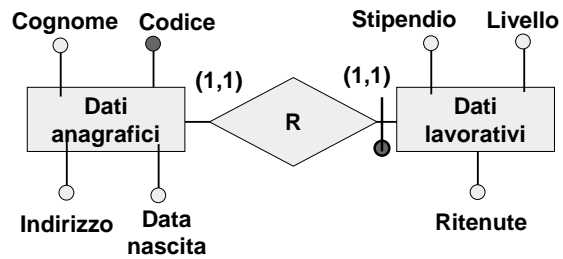 Cognome Codice
Stipendio Livello
(1,1) (1,1)
Dati
anagrafici
R
Dati
lavorativi
Indirizzo Data
nascita
Ritenute